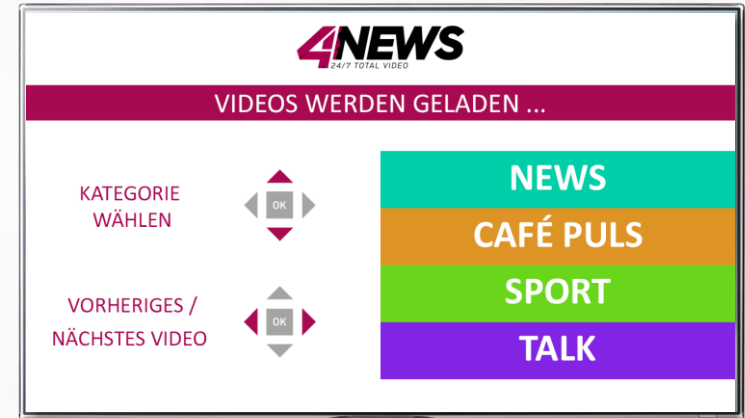 4NEWS
24/7 TOTAL VIDEO
VIDEOS WERDEN GELADEN ...
KATEGORIE
WÄHLEN
OK
VORHERIGES /
NÄCHSTES VIDEO
OK
NEWS
CAFÉ PULS
SPORT
TALK